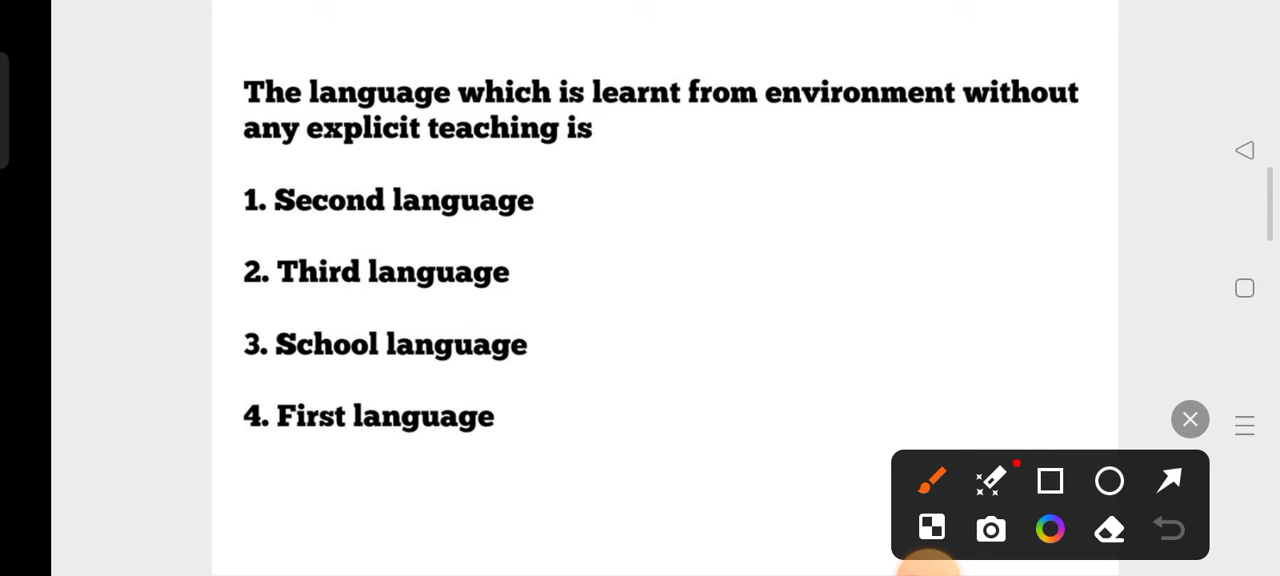 The language which is learnt from environment without
any explicit teaching is
1. Second language
2. Third language
3. School language
4. First language